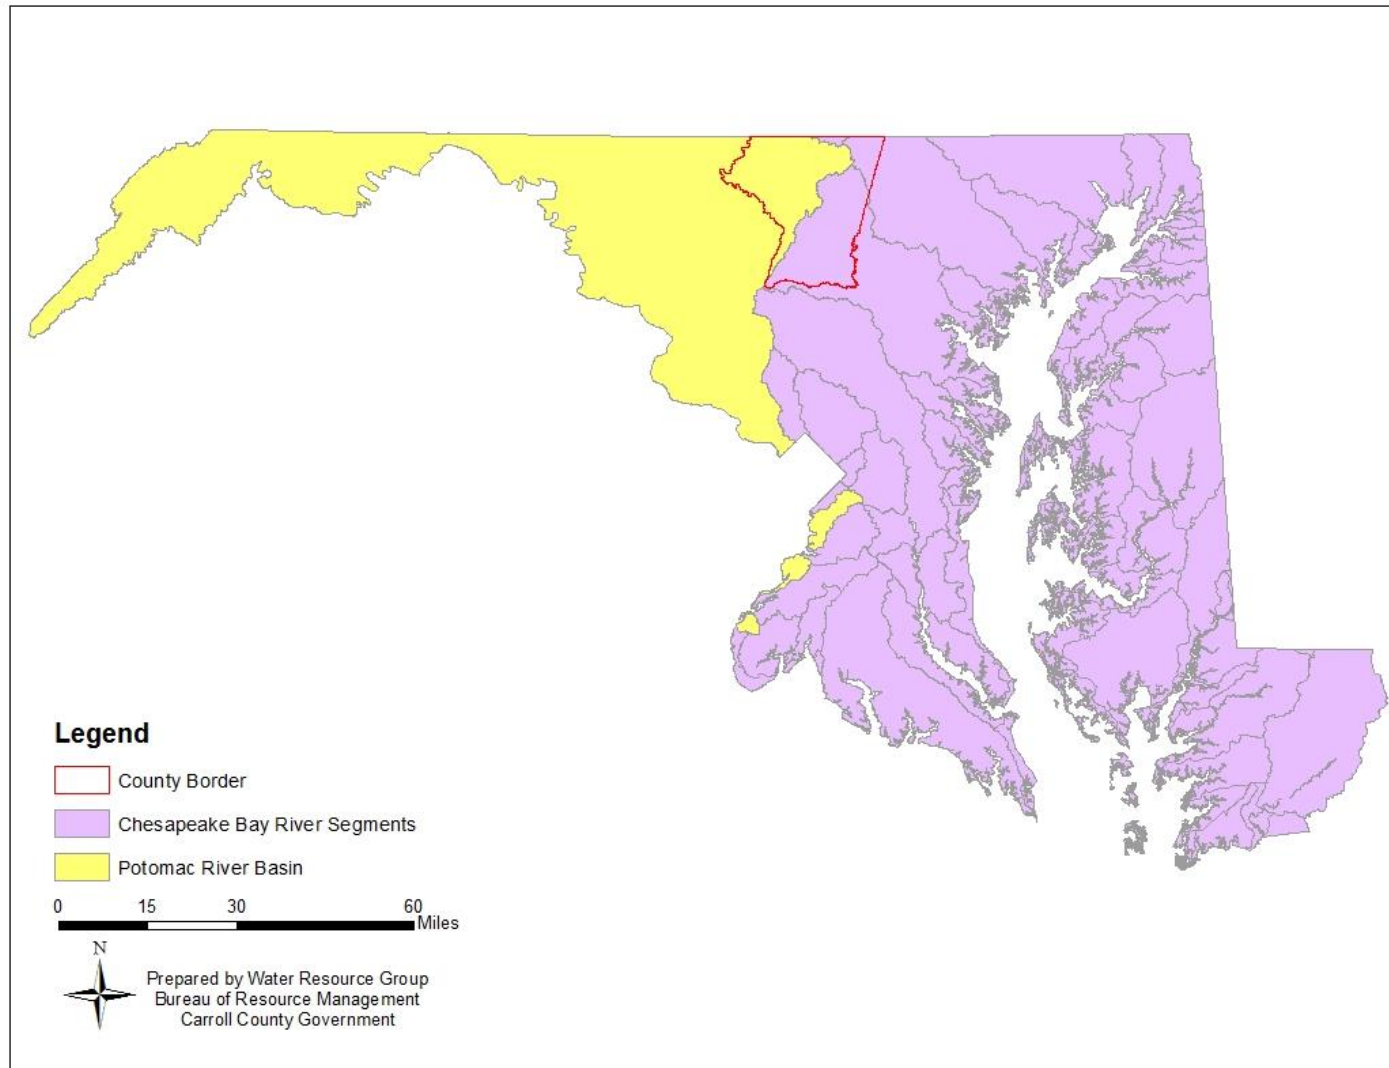 Legend
County Border
Chesapeake Bay River Segments
Potomac River Basin
0 15 30 60
Miles
N
Prepared by Water Resource Group
Bureau of Resource Management
Carroll County Government